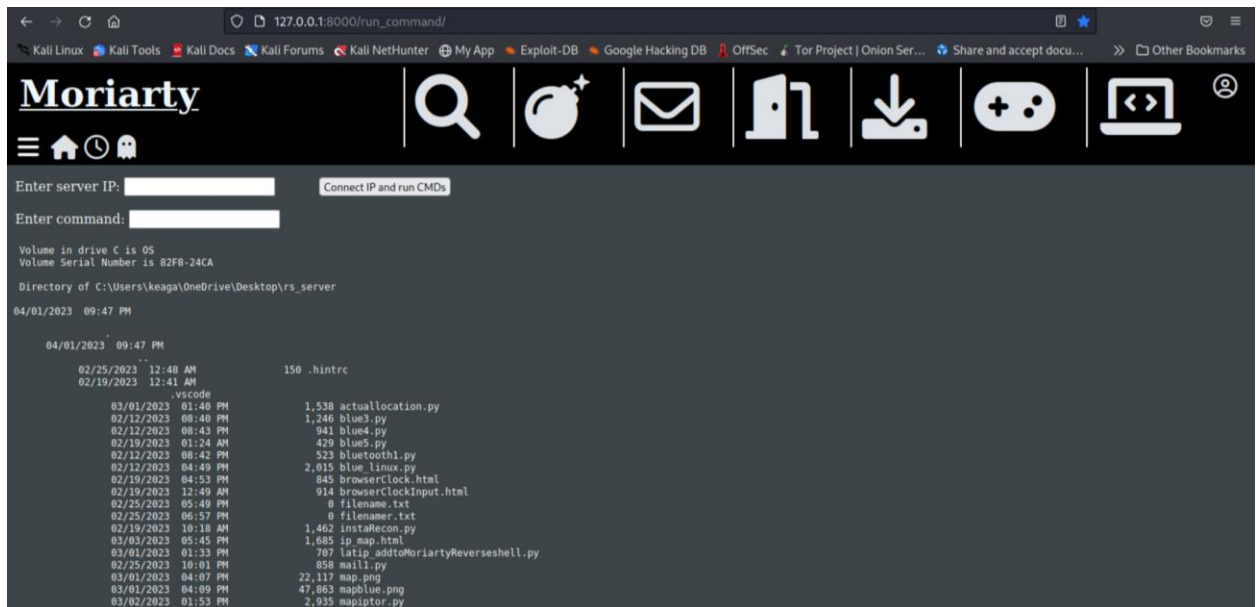 127.0.0.1:8000/run_command/
Kali Linux Kali Tools Kali Docs Kali Forums Kali NetHunter My App Exploit-DB Google Hacking DB OffSec Tor Project | Onion Ser... Share and accept docu... Other Bookmarks
Moriarty
Enter server IP: Connect IP and run CMDs
Enter command:
Volume in drive C is OS
Volume Serial Number is 82F8-24CA
Directory of C:\Users\keaga\OneDrive\Desktop\rs_server
04/01/2023 09:47 PM
.
04/01/2023 09:47 PM
..
02/25/2023 12:48 AM 150 .hintrc
02/19/2023 12:41 AM
.vscode
03/01/2023 01:40 PM 1,538 actuallocation.py
02/12/2023 08:40 PM 1,246 blue3.py
02/12/2023 08:43 PM 941 blue4.py
02/19/2023 01:24 AM 429 blue5.py
02/12/2023 08:42 PM 523 bluetooth1.py
02/12/2023 04:49 PM 2,015 blue_linux.py
02/19/2023 04:53 PM 845 browserClock.html
02/19/2023 12:49 AM 914 browserClockInput.html
02/25/2023 05:49 PM 0 filename.txt
02/25/2023 06:57 PM 0 filenamer.txt
02/19/2023 10:18 AM 1,462 instaRecon.py
03/03/2023 05:45 PM 1,685 ip_map.html
03/01/2023 01:33 PM 707 latip_addtoMoriartyReverseshell.py
02/25/2023 10:01 PM 858 mail1.py
03/01/2023 04:07 PM 22,117 map.png
03/01/2023 04:09 PM 47,863 mapblue.png
03/02/2023 01:53 PM 2,935 mapiptor.py